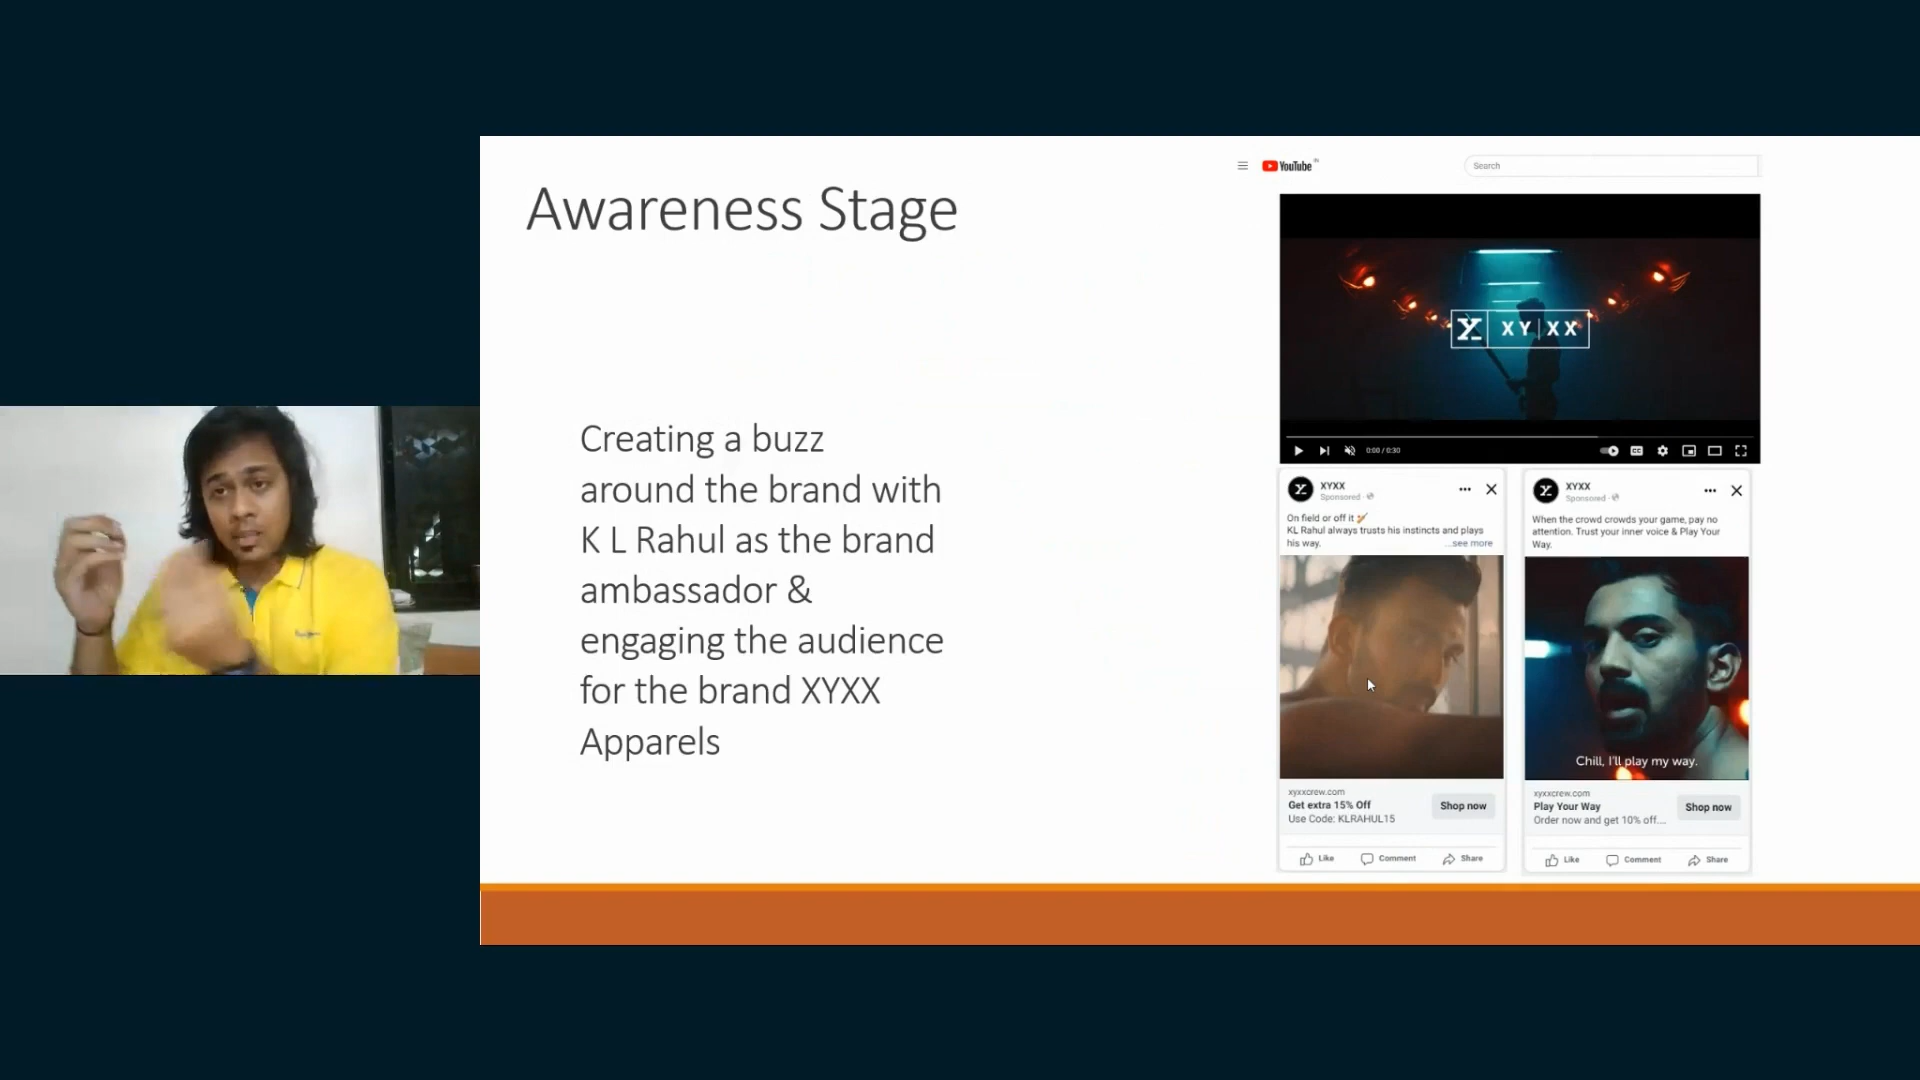 Awareness Stage
Creating a buzz
around the brand with
K L Rahul as the brand
ambassador &
engaging the audience
for the brand XYXX
Apparels
YouTube IN
Search
XY XX
0:00 / 0:30
XYXX
Sponsored ·
On field or off it
KL Rahul always trusts his instincts and plays
his way.
...see more
xyxxcrew.com
Get extra 15% Off
Use Code: KLRAHUL15
Shop now
Like
Comment
Share
XYXX
Sponsored ·
When the crowd crowds your game, pay no
attention. Trust your inner voice & Play Your
Way.
Chill, I'll play my way.
xyxxcrew.com
Play Your Way
Order now and get 10% off....
Shop now
Like
Comment
Share